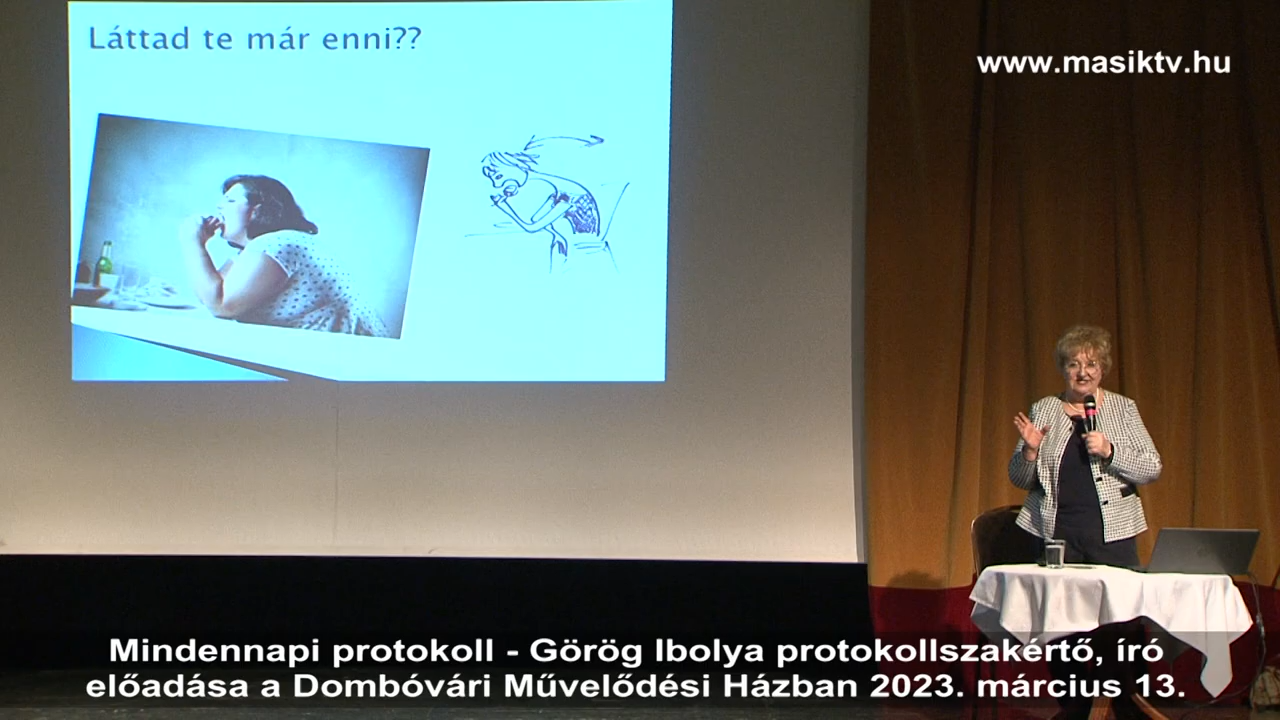 Láttad te már enni??
www.masiktv.hu
Mindennapi protokoll - Görög Ibolya protokollszakértő, író
előadása a Dombóvári Művelődési Házban 2023. március 13.